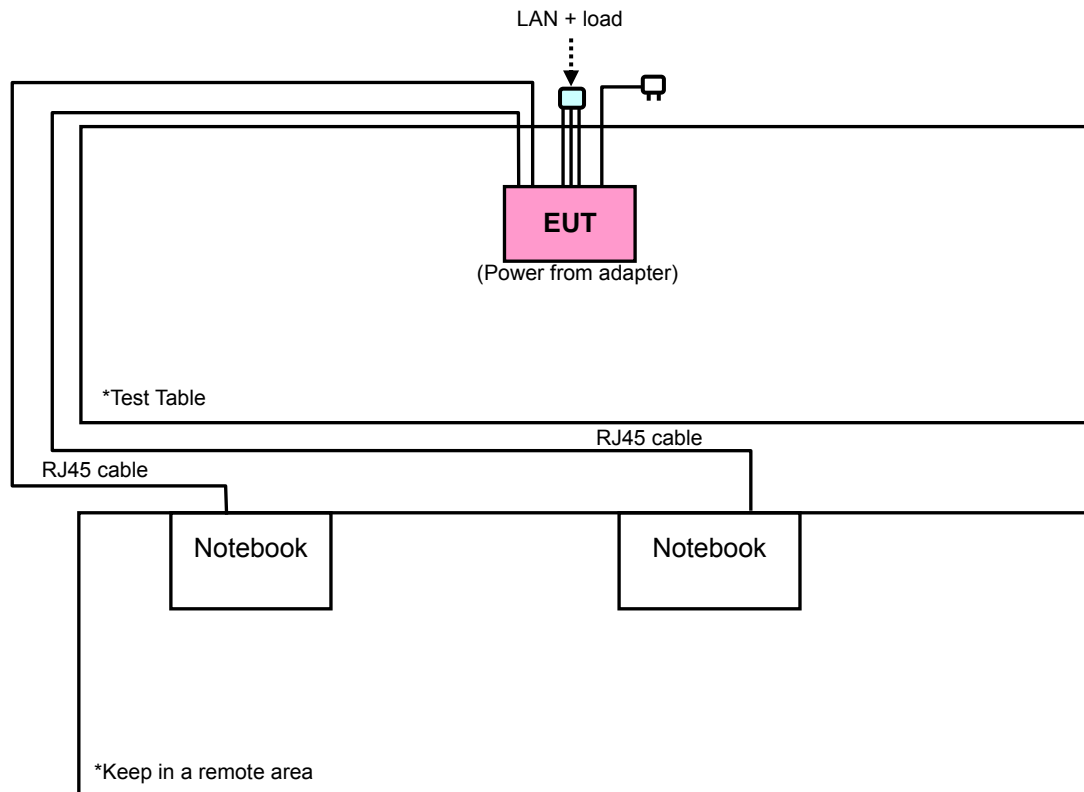 LAN + load
EUT
(Power from adapter)
*Test Table
RJ45 cable
RJ45 cable
Notebook
Notebook
*Keep in a remote area